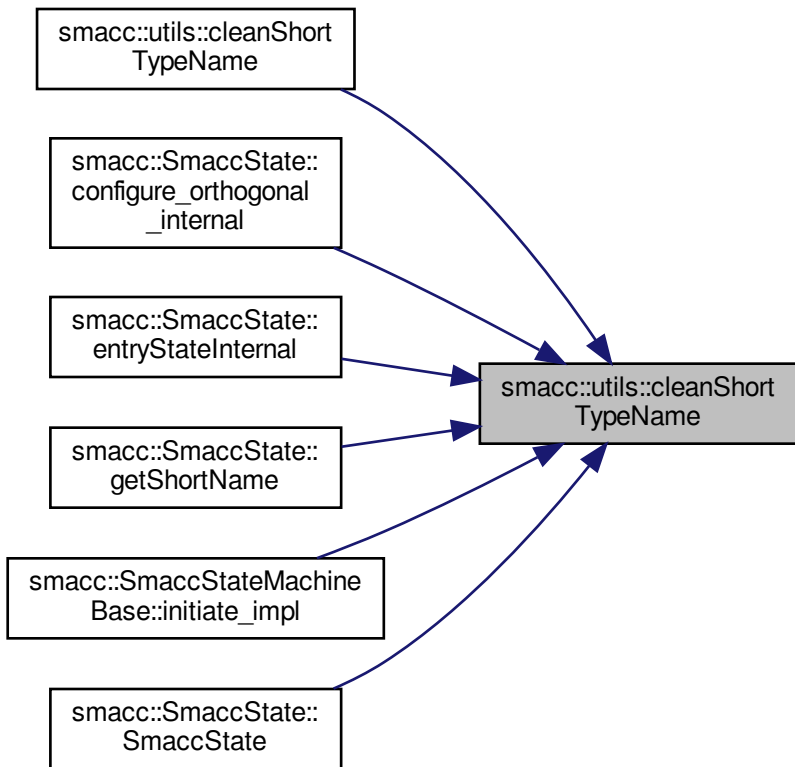 smacc::utils::cleanShort
TypeName
smacc::SmaccState::
configure_orthogonal
_internal
smacc::SmaccState::
entryStateInternal
smacc::utils::cleanShort
TypeName
smacc::SmaccState::
getShortName
smacc::SmaccStateMachine
Base::initiate_impl
smacc::SmaccState::
SmaccState